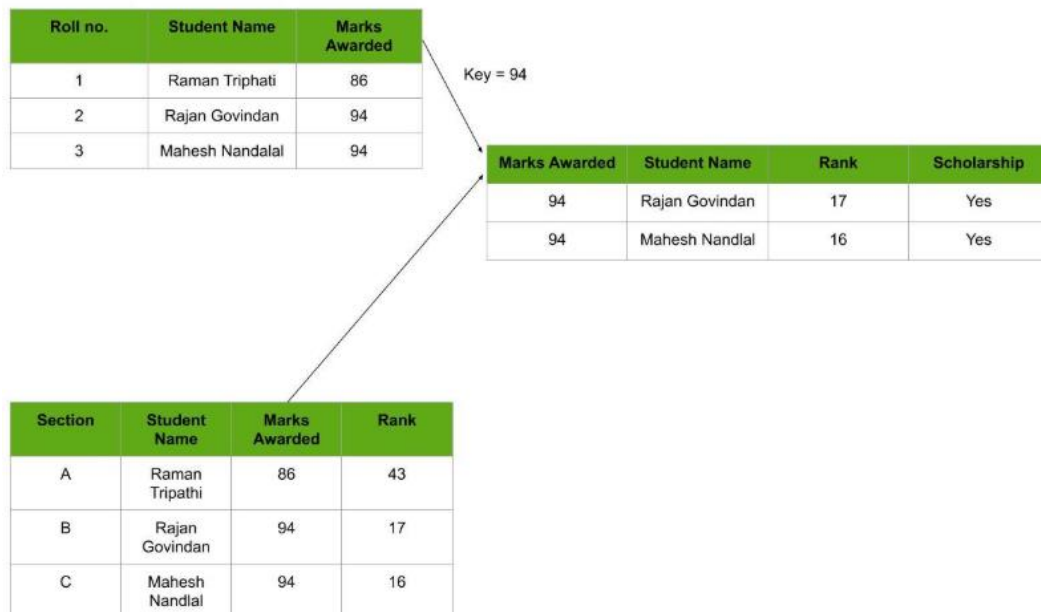 Roll no. Student Name Marks Awarded
1 Raman Triphati 86
2 Rajan Govindan 94
3 Mahesh Nandalal 94
Key = 94
Marks Awarded Student Name Rank Scholarship
94 Rajan Govindan 17 Yes
94 Mahesh Nandlal 16 Yes
Section Student Name Marks Awarded Rank
A Raman Tripathi 86 43
B Rajan Govindan 94 17
C Mahesh Nandlal 94 16